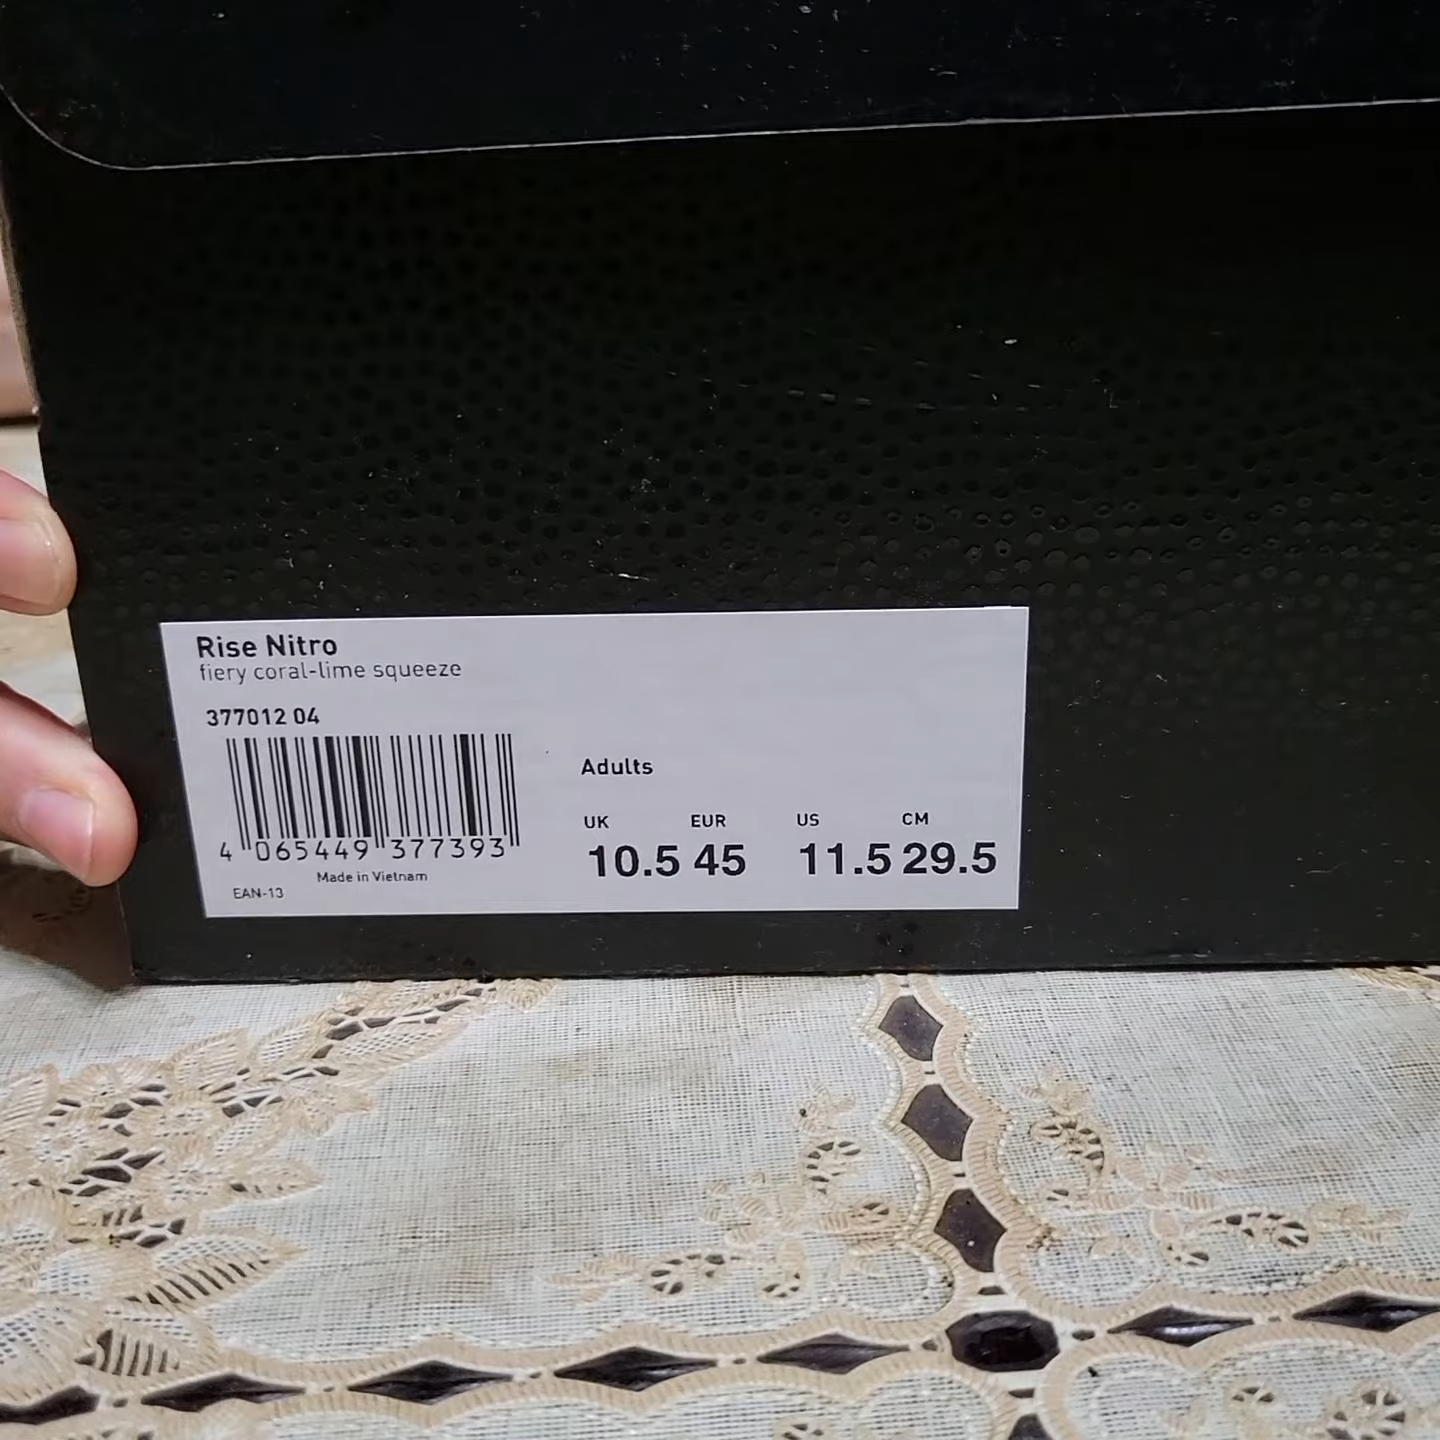 Rise Nitro
fiery coral-lime squeeze
377012 04
4 065449 377393
Made in Vietnam
EAN-13
Adults
UK EUR US CM
10.5 45 11.5 29.5